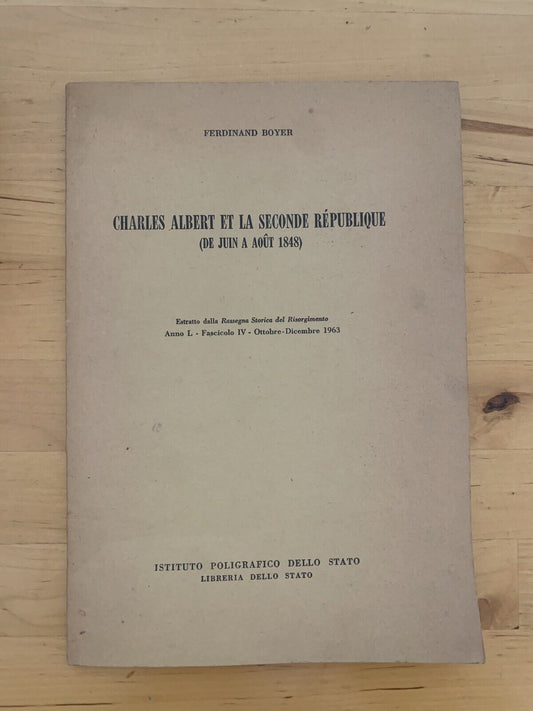 FERDINAND BOYER
CHARLES ALBERT ET LA SECONDE RÉPUBLIQUE
(DE JUIN A AOÛT 1848)
Estratto dalla Rassegna Storica del Risorgimento
Anno L - Fascicolo IV - Ottobre-Dicembre 1963
ISTITUTO POLIGRAFICO DELLO STATO
LIBRERIA DELLO STATO